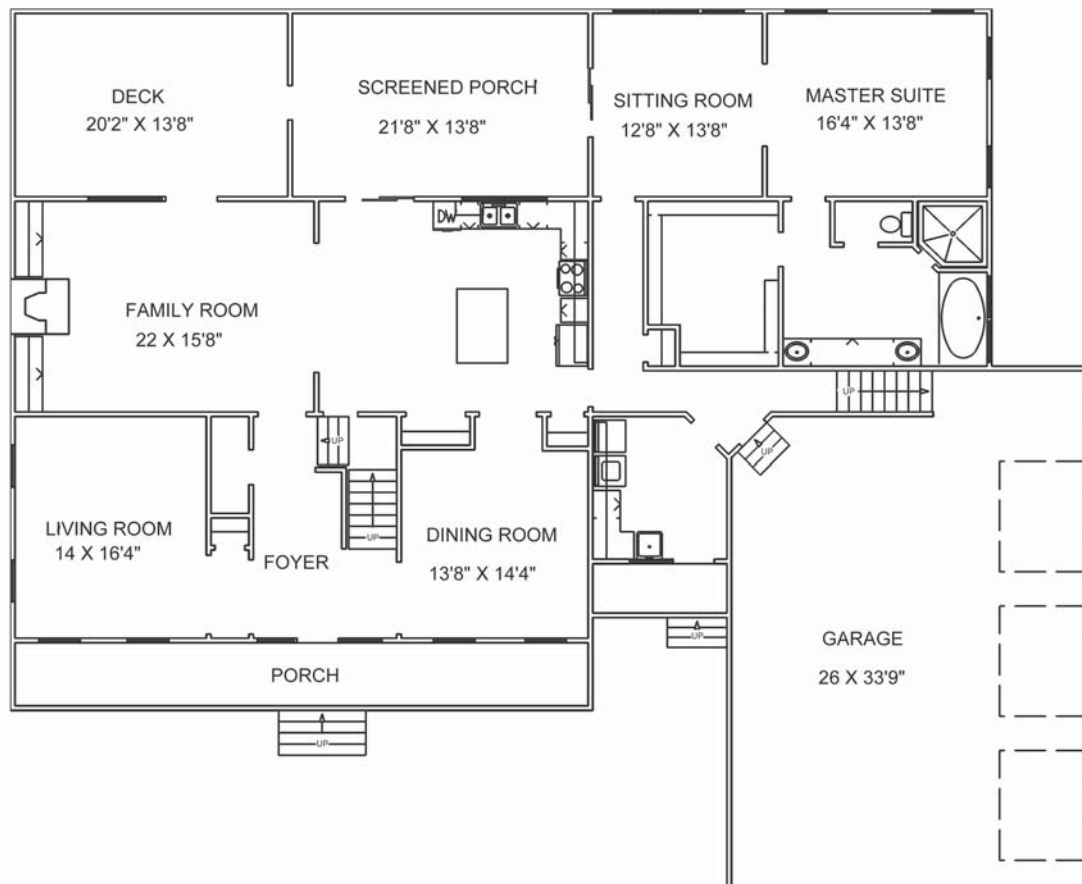 DECK
20'2" X 13'8"
SCREENED PORCH
21'8" X 13'8"
SITTING ROOM
12'8" X 13'8"
MASTER SUITE
16'4" X 13'8"
DW
FAMILY ROOM
22 X 15'8"
UP
UP
UP
UP
LIVING ROOM
14 X 16'4"
FOYER
DINING ROOM
13'8" X 14'4"
GARAGE
26 X 33'9"
UP
PORCH
UP